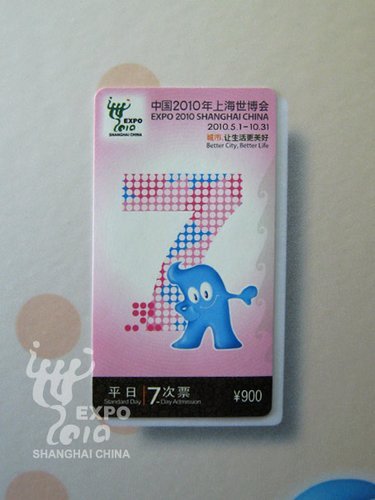 EXPO
2010
SHANGHAI CHINA
中国2010年上海世博会
EXPO 2010 SHANGHAI CHINA
2010.5.1-10.31
城市,让生活更美好
Better City, Better Life
7
平日 7次票
Standard Day 7-Day Admission
¥900
EXPO
2010
SHANGHAI CHINA